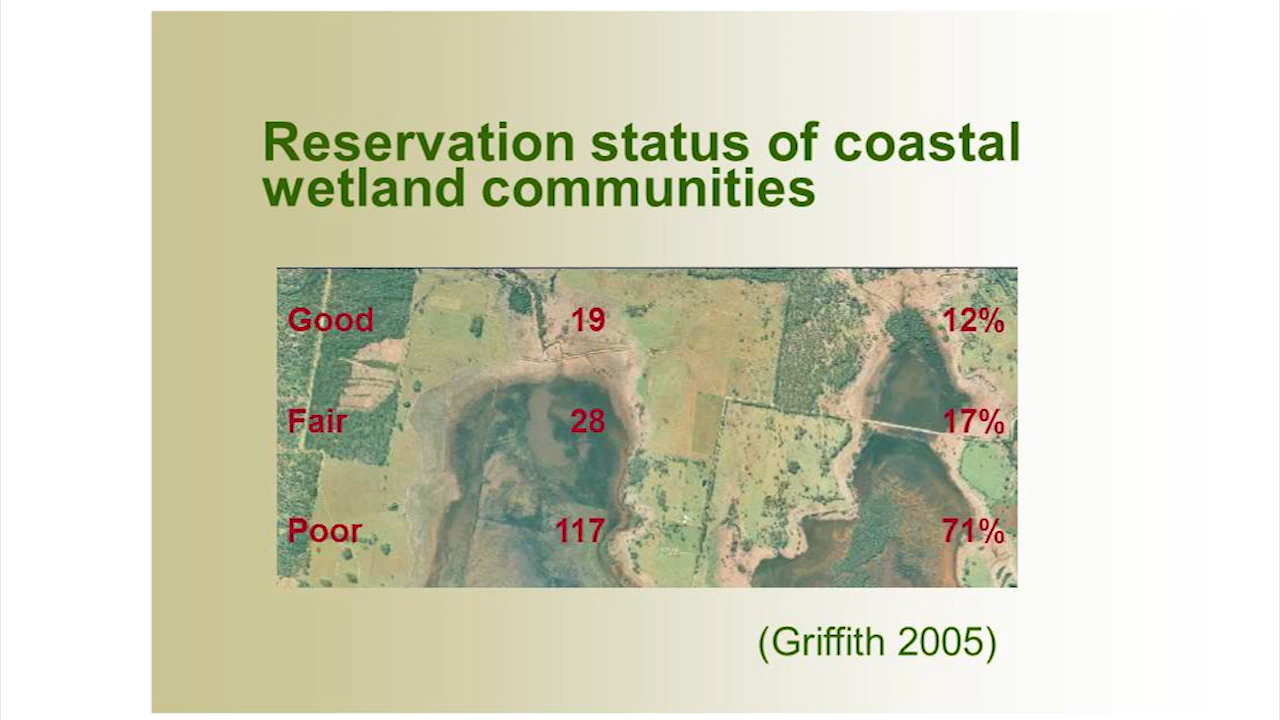 Reservation status of coastal
wetland communities
Good 19 12%
Fair 28 17%
Poor 117 71%
(Griffith 2005)